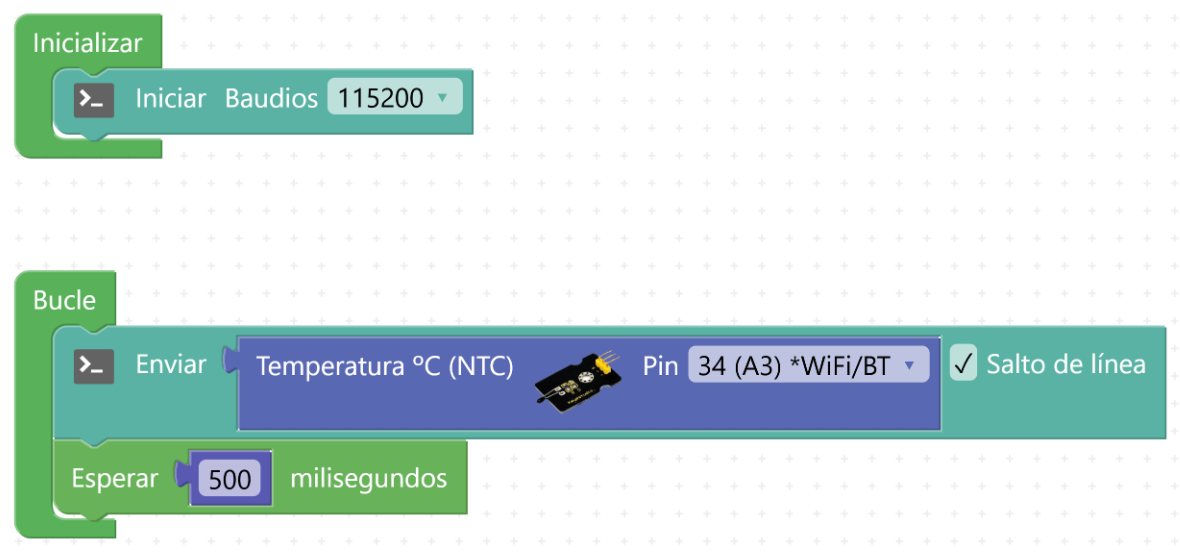 Inicializar
>_ Iniciar Baudios 115200
Bucle
>_ Enviar Temperatura ºC (NTC) Pin 34 (A3) *WiFi/BT ✓ Salto de línea
Esperar 500 milisegundos